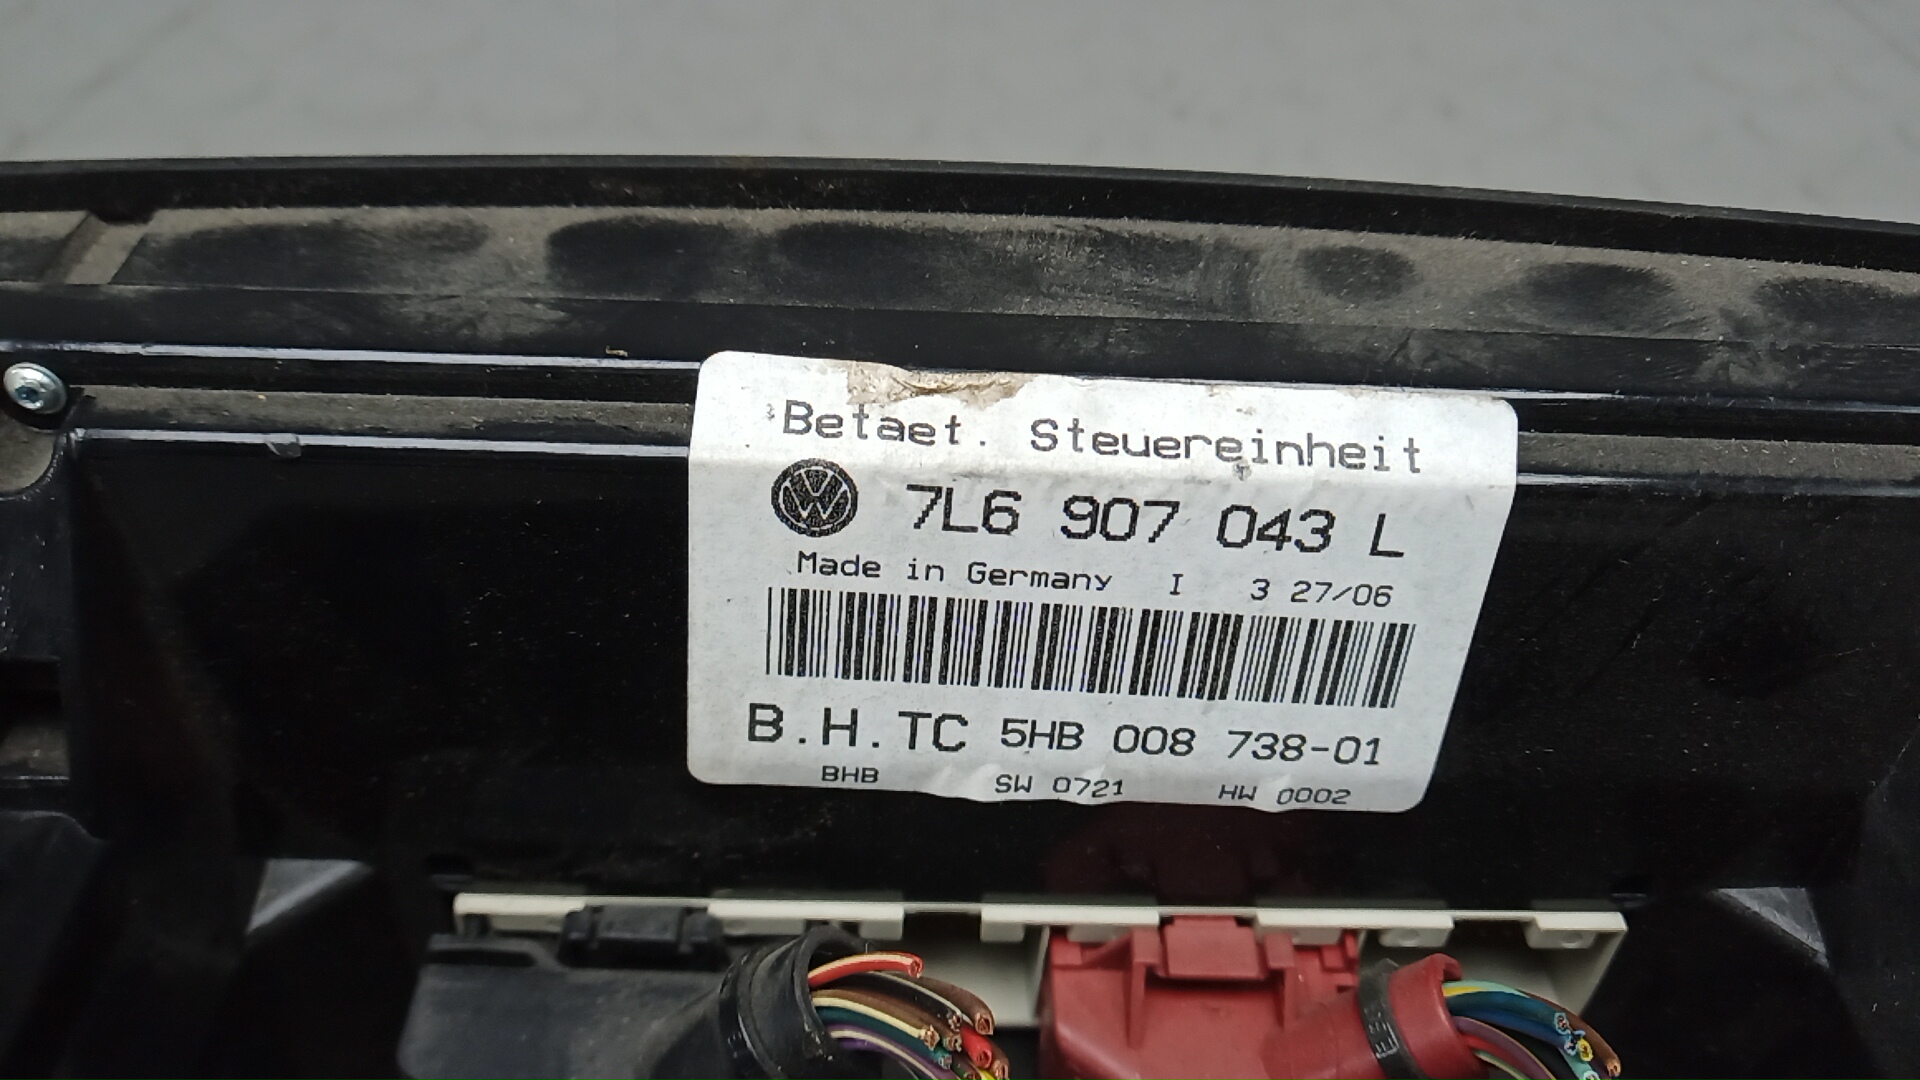 Betaet. Steuereinheit
7L6 907 043 L
Made in Germany I 3 27/06
B.H.TC 5HB 008 738-01
BHB SW 0721 HW 0002